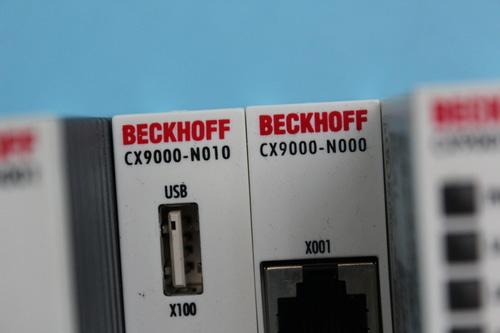 BECKHOFF
CX9000-N010
USB
X100
BECKHOFF
CX9000-N000
X001